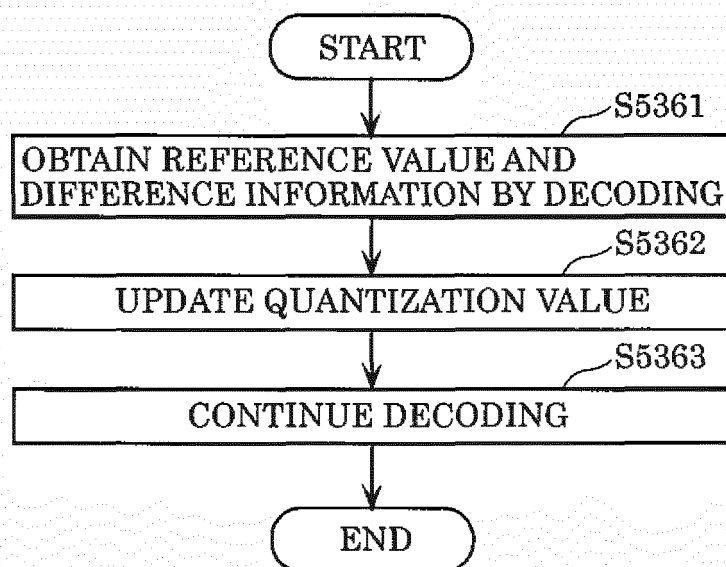 START
S5361
OBTAIN REFERENCE VALUE AND
DIFFERENCE INFORMATION BY DECODING
S5362
UPDATE QUANTIZATION VALUE
S5363
CONTINUE DECODING
END